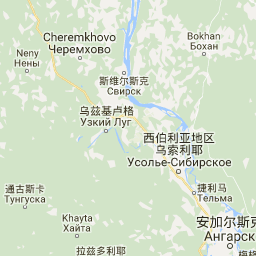 Cheremkhovo
Черемхово
Bokhan
Бохан
Neny
Нены
斯维尔斯克
Свирск
乌兹基卢格
Узкий Луг
西伯利亚地区
乌索利耶
Усолье-Сибирское
通古斯卡
Тунгуска
捷利马
Тельма
Khayta
Хайта
安加尔斯克
Ангарск
拉兹多利耶